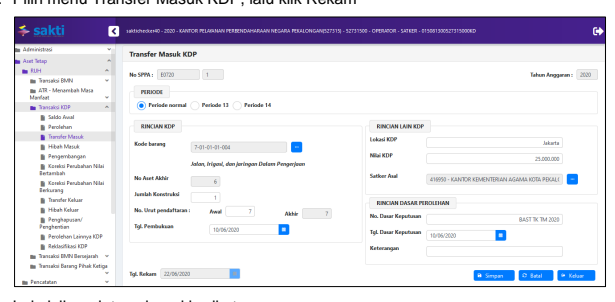 Pilih menu Transfer Masuk KDP, lalu klik Rekam
sakti
saktichecker40 - 2020 - KANTOR PELAYANAN PERBENDAHARAAN NEGARA PEKALONGAN(527315) - 52731500 - OPERATOR - SATKER - 015081300527315000KD
Administrasi
Aset Tetap
RUH
Transaksi BMN
ATR - Menambah Masa Manfaat
Transaksi KDP
Saldo Awal
Perolehan
Transfer Masuk
Hibah Masuk
Pengembangan
Koreksi Perubahan Nilai Bertambah
Koreksi Perubahan Nilai Berkurang
Transfer Keluar
Hibah Keluar
Penghapusan/Penghentian
Perolehan Lainnya KDP
Reklasifikasi KDP
Transaksi BMN Bersejarah
Transaksi Barang Pihak Ketiga
Pencatatan
Transfer Masuk KDP
No SPPA : E0720 1
Tahun Anggaran : 2020
PERIODE
Periode normal Periode 13 Periode 14
RINCIAN KDP
Kode barang 7-01-01-01-004
Jalan, Irigasi, dan Jaringan Dalam Pengerjaan
No Aset Akhir 6
Jumlah Konstruksi 1
No. Urut pendaftaran : Awal 7 Akhir 7
Tgl. Pembukuan 10/06/2020
RINCIAN LAIN KDP
Lokasi KDP Jakarta
Nilai KDP 25.000.000
Satker Asal 418950 - KANTOR KEMENTERIAN AGAMA KOTA PEKAL
RINCIAN DASAR PEROLEHAN
No. Dasar Keputusan BAST TK TM 2020
Tgl. Dasar Keputusan 10/06/2020
Keterangan
Tgl. Rekam 22/06/2020
Simpan Batal Keluar